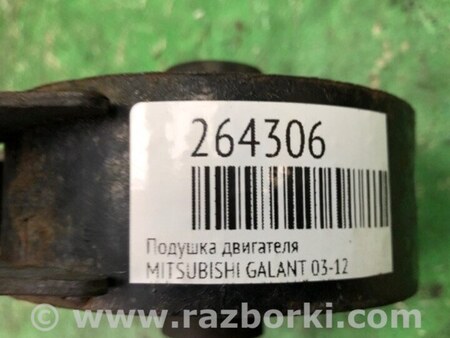 264306
Подушка двигателя
MITSUBISHI GALANT 03-12
© www.razborki.com